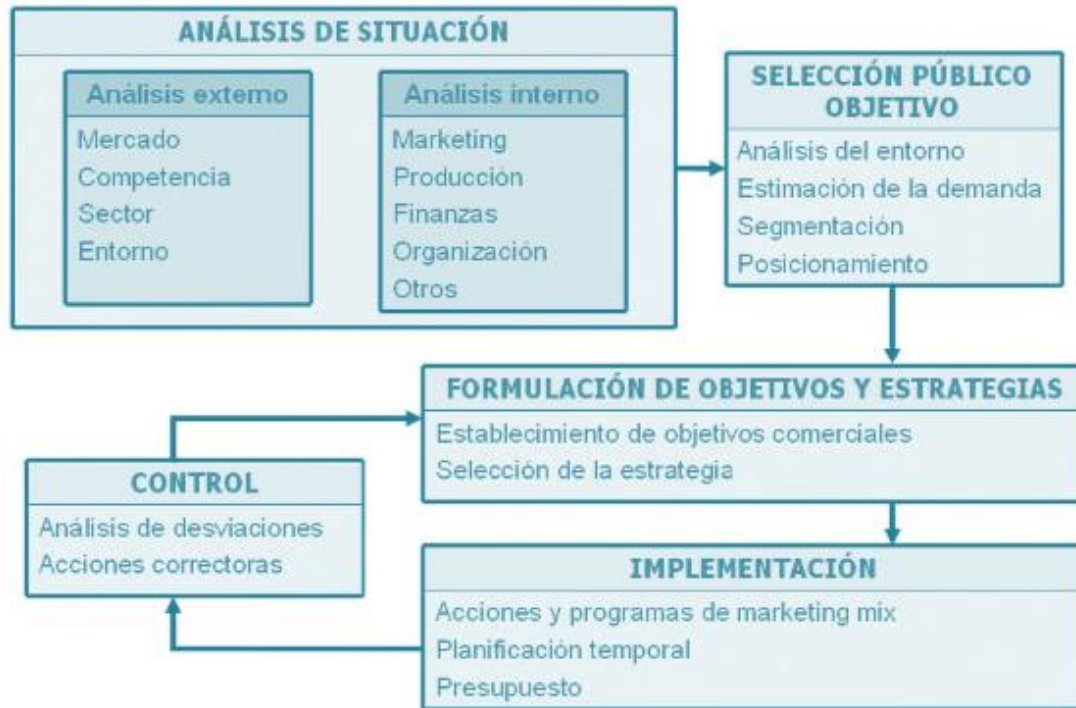 ANÁLISIS DE SITUACIÓN
Análisis externo
Mercado
Competencia
Sector
Entorno
Análisis interno
Marketing
Producción
Finanzas
Organización
Otros
SELECCIÓN PÚBLICO
OBJETIVO
Análisis del entorno
Estimación de la demanda
Segmentación
Posicionamiento
FORMULACIÓN DE OBJETIVOS Y ESTRATEGIAS
Establecimiento de objetivos comerciales
Selección de la estrategia
IMPLEMENTACIÓN
Acciones y programas de marketing mix
Planificación temporal
Presupuesto
CONTROL
Análisis de desviaciones
Acciones correctoras